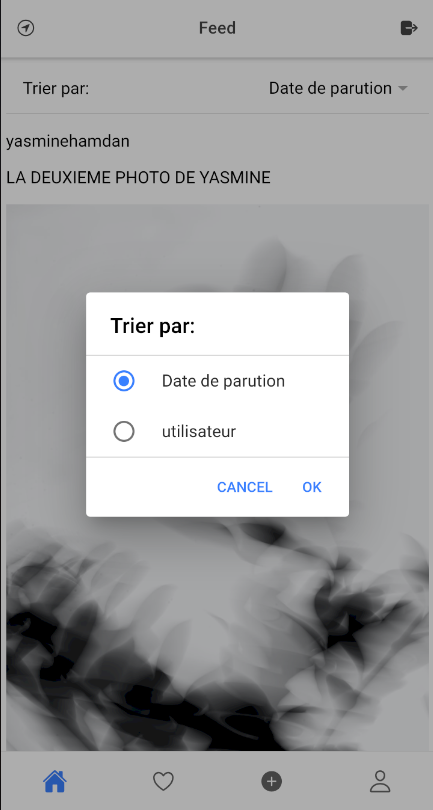 Feed
Trier par: Date de parution
yasminehamdan
LA DEUXIEME PHOTO DE YASMINE
Trier par:
Date de parution
utilisateur
CANCEL OK